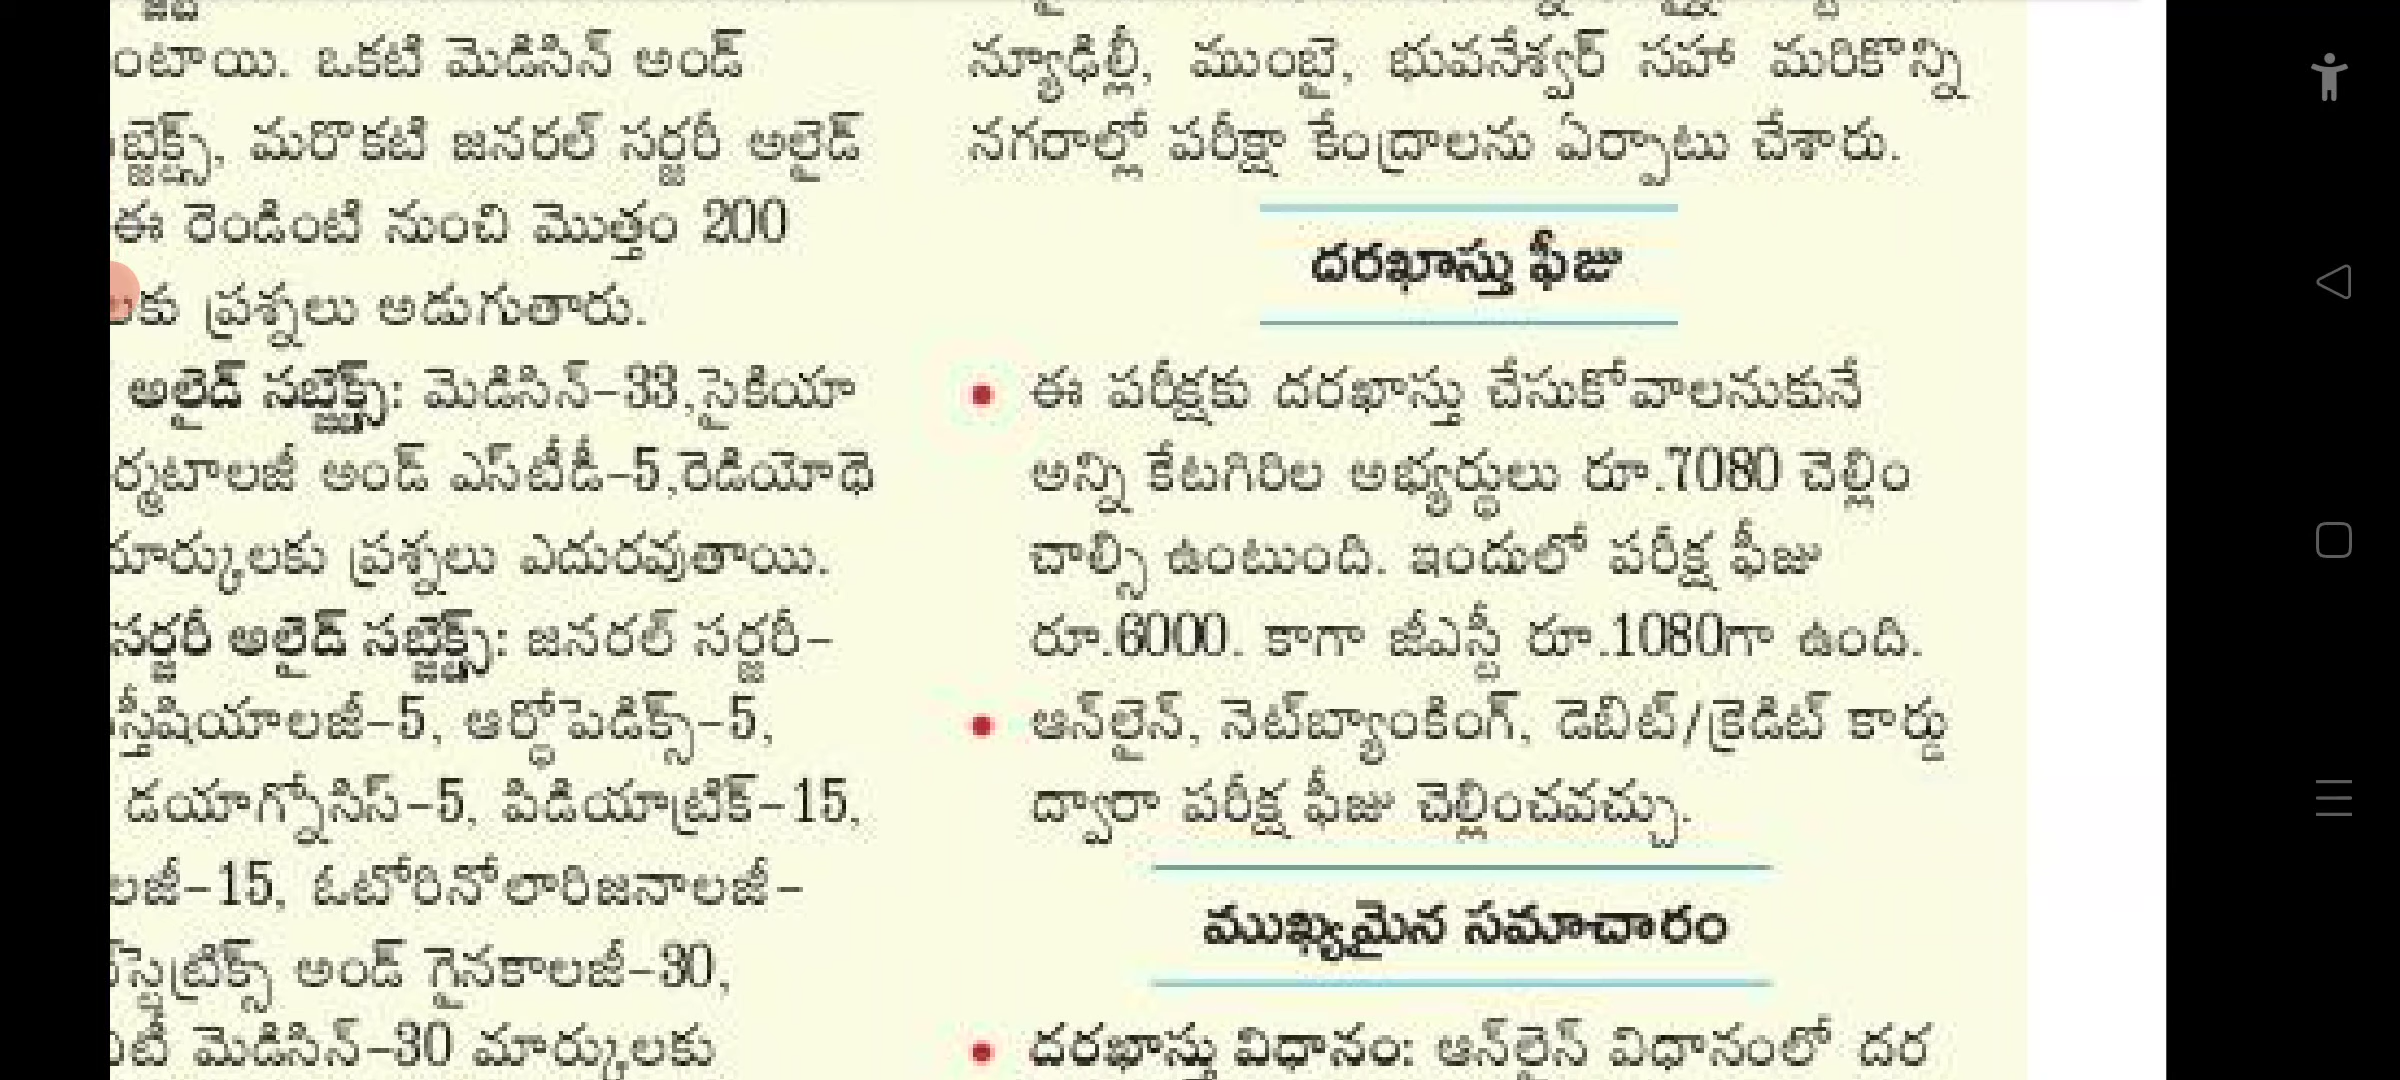 ంటాయి. ఒకటి మెడిసిన్ అండ్
మరొకటి జనరల్ సర్జరీ అలైడ్
ఈ రెండింటి నుంచి మొత్తం 200
లకు ప్రశ్నలు అడుగుతారు.
అలైడ్ సబ్జెక్ట్స్: మెడిసిన్-33,సైకియా
ర్మటాలజీ అండ్ ఎస్‌టీడీ-5,రెడియోథె
మార్కులకు ప్రశ్నలు ఎదురవుతాయి.
సర్జరీ అలైడ్ సబ్జెక్ట్స్: జనరల్ సర్జరీ-
స్తీషియాలజీ-5, ఆర్థోపెడిక్స్-5,
డయాగ్నోసిస్-5, పిడియాట్రిక్-15,
లజీ-15, ఓటోరినోలారిజనాలజీ-
స్టెట్రిక్స్ అండ్ గైనకాలజీ-30,
మెడిసిన్-30 మార్కులకు
న్యూఢిల్లీ, ముంబై, భువనేశ్వర్ సహా మరికొన్ని
నగరాల్లో పరీక్షా కేంద్రాలను ఏర్పాటు చేశారు.
దరఖాస్తు ఫీజు
• ఈ పరీక్షకు దరఖాస్తు చేసుకోవాలనుకునే
అన్ని కేటగిరిల అభ్యర్థులు రూ.7080 చెల్లిం
చాల్సి ఉంటుంది. ఇందులో పరీక్ష ఫీజు
రూ.6000. కాగా జీఎస్టీ రూ.1080గా ఉంది.
• ఆన్‌లైన్, నెట్‌బ్యాంకింగ్, డెబిట్/క్రెడిట్ కార్డు
ద్వారా పరీక్ష ఫీజు చెల్లించవచ్చు.
ముఖ్యమైన సమాచారం
• దరఖాస్తు విధానం: ఆన్‌లైన్ విధానంలో దర